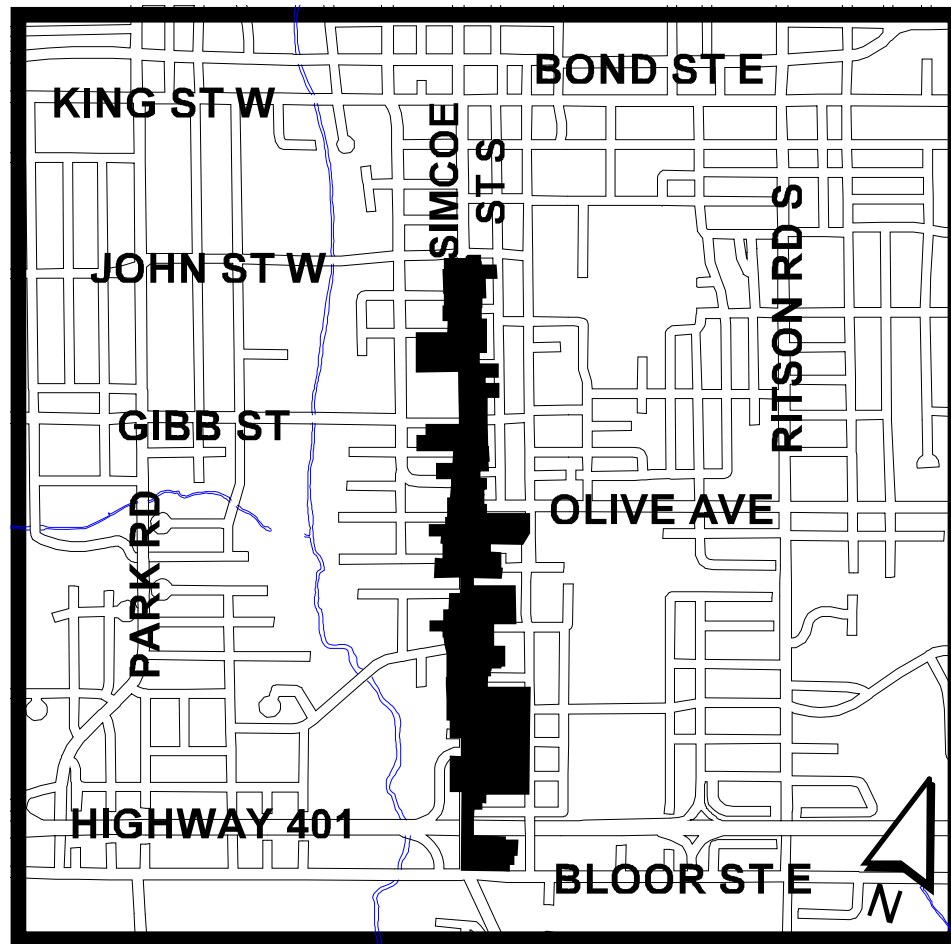 BOND ST E
KING ST W
SIMCOE
ST S
RITSON RD S
JOHN ST W
GIBB ST
OLIVE AVE
PARK RD
HIGHWAY 401
BLOOR ST E
N